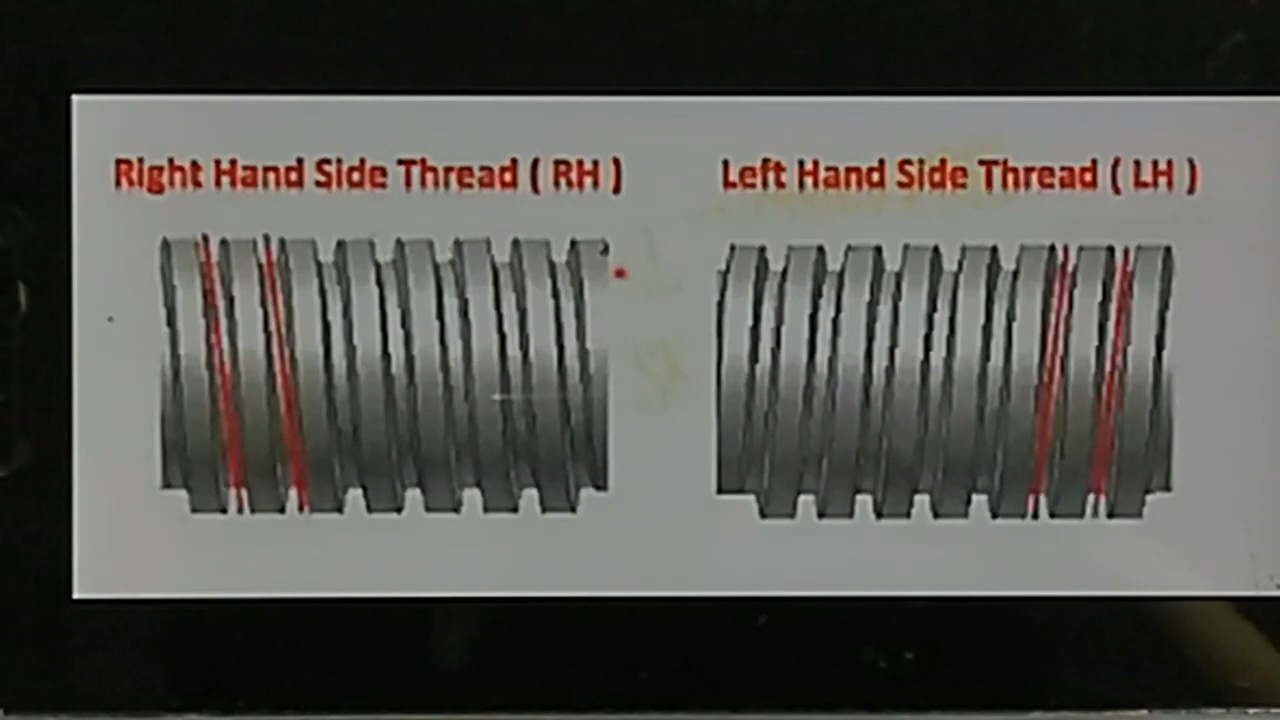 Right Hand Side Thread ( RH )
Left Hand Side Thread ( LH )